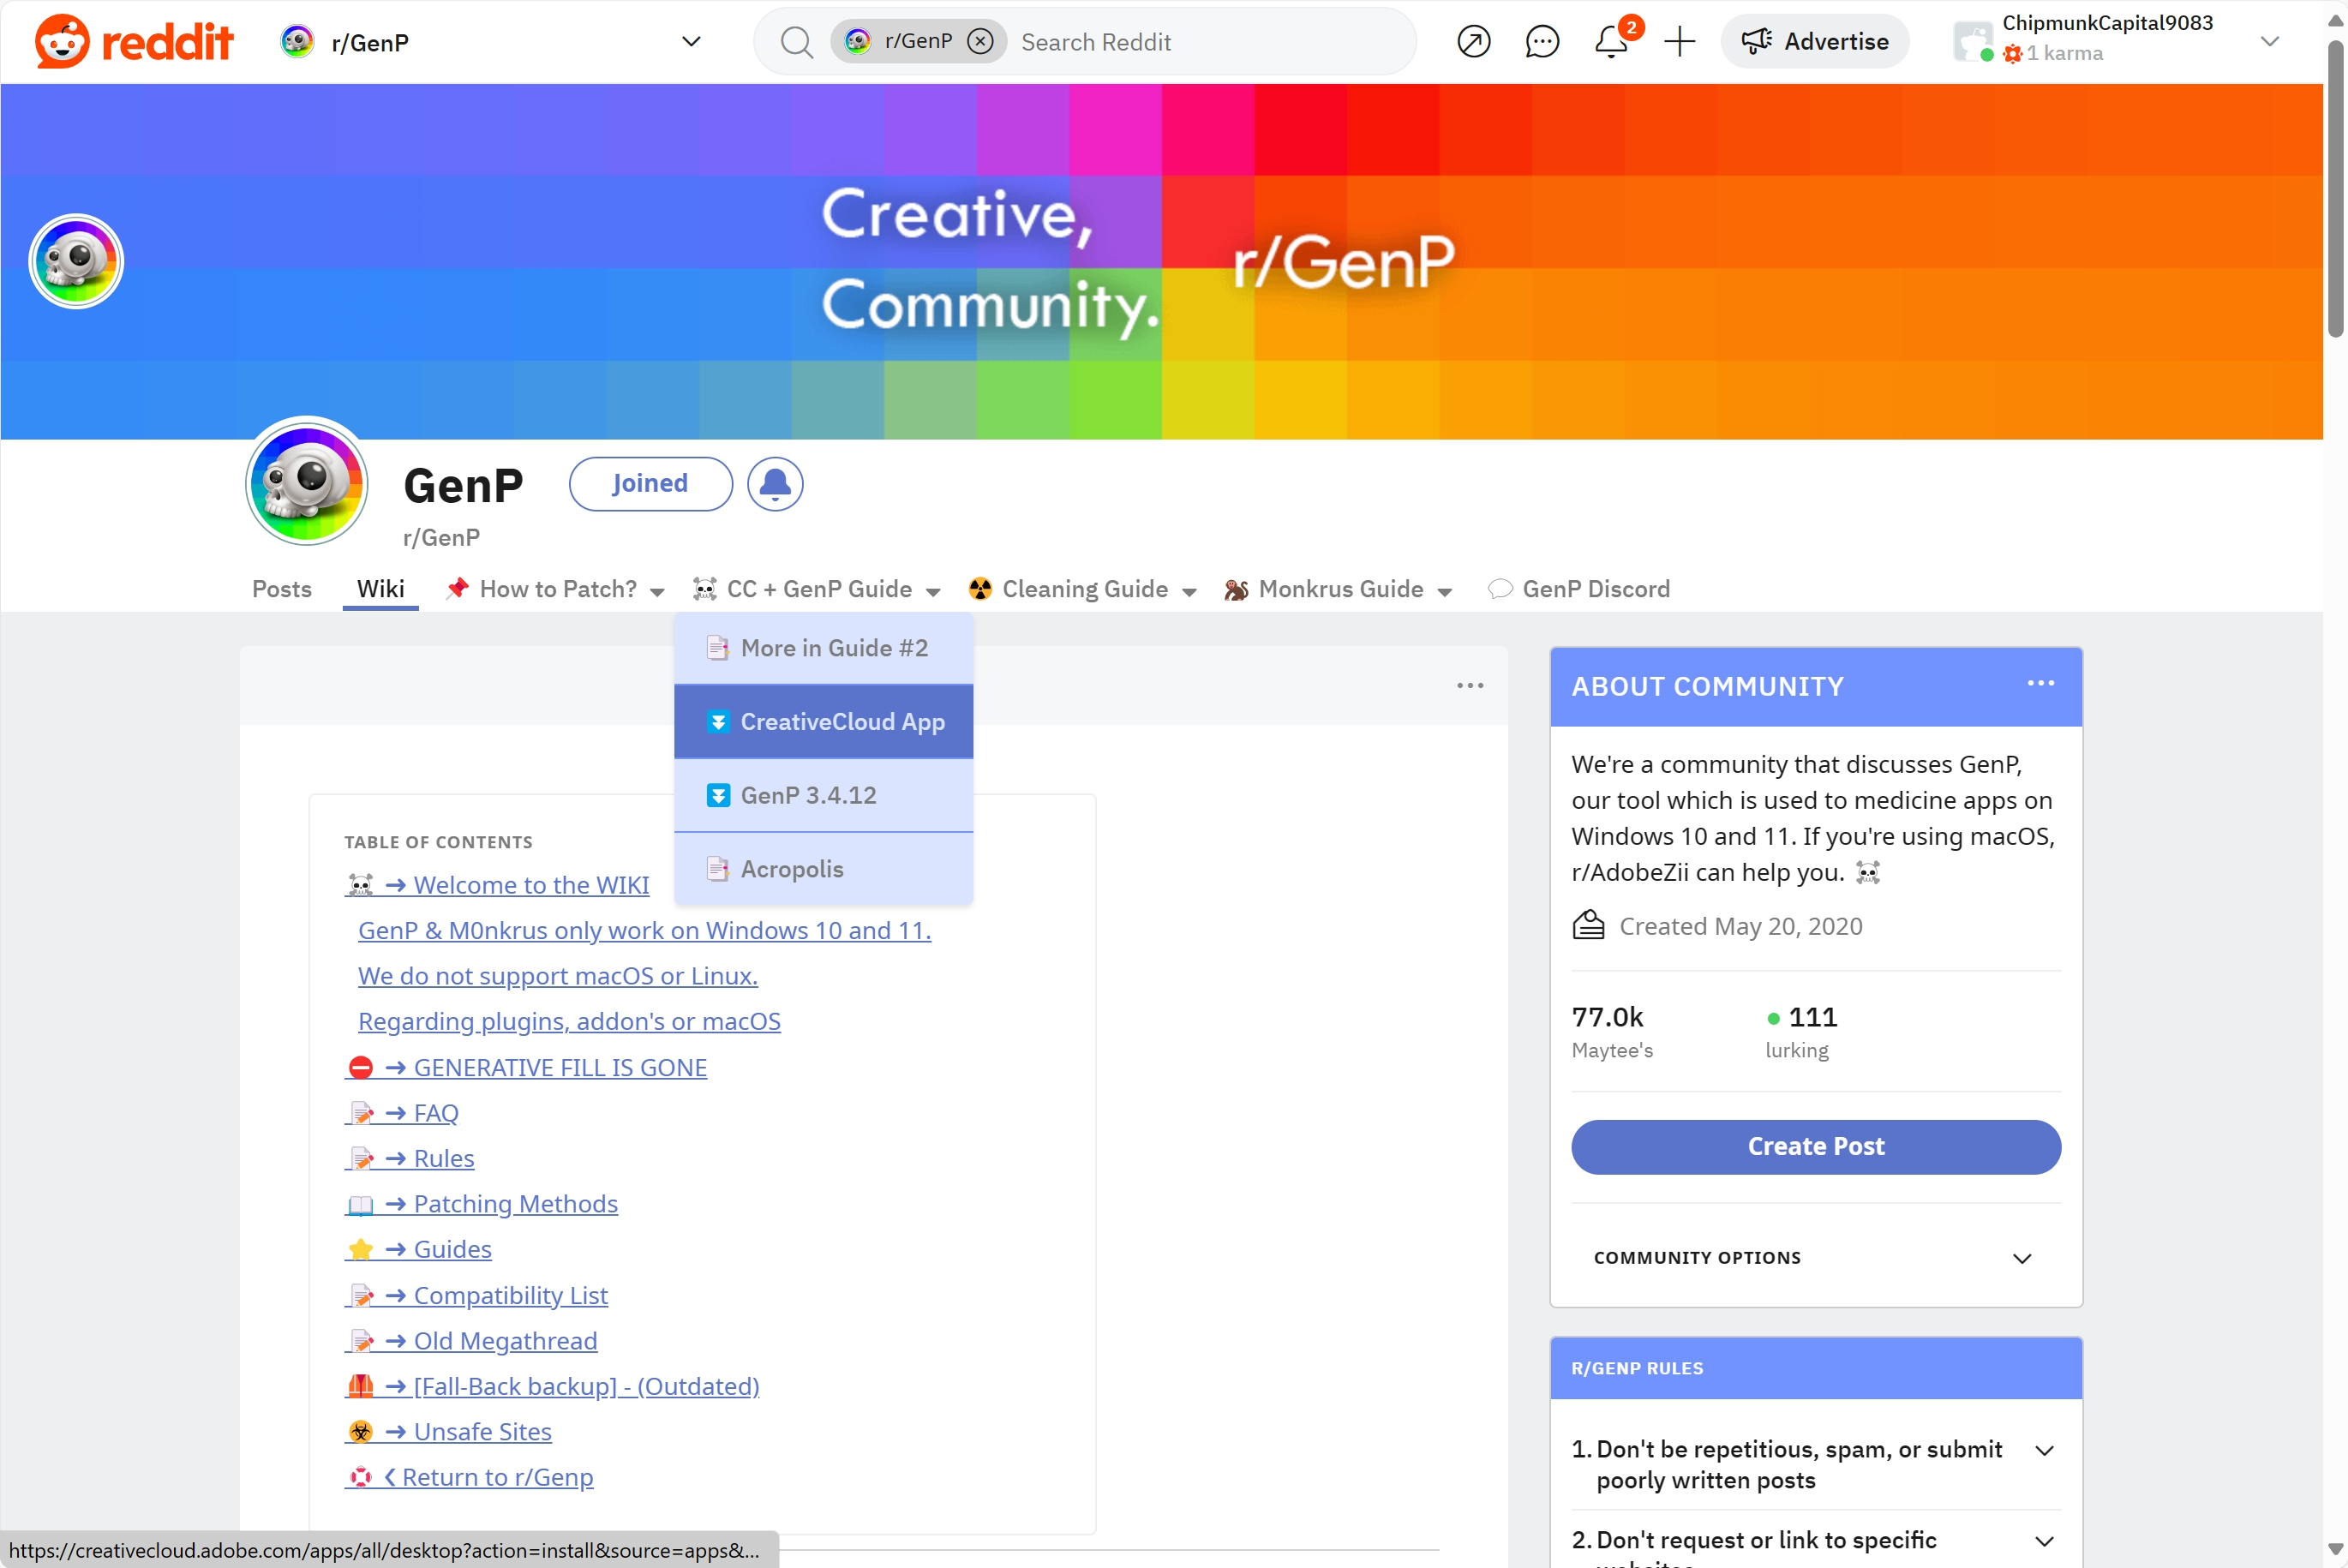 reddit
r/GenP
r/GenP
Search Reddit
2
Advertise
ChipmunkCapital9083
1 karma
Creative,
Community.
r/GenP
GenP
Joined
r/GenP
Posts
Wiki
How to Patch?
CC + GenP Guide
Cleaning Guide
Monkrus Guide
GenP Discord
More in Guide #2
CreativeCloud App
GenP 3.4.12
Acropolis
TABLE OF CONTENTS
→ Welcome to the WIKI
GenP & M0nkrus only work on Windows 10 and 11.
We do not support macOS or Linux.
Regarding plugins, addon's or macOS
→ GENERATIVE FILL IS GONE
→ FAQ
→ Rules
→ Patching Methods
→ Guides
→ Compatibility List
→ Old Megathread
→ [Fall-Back backup] - (Outdated)
→ Unsafe Sites
❮ Return to r/Genp
https://creativecloud.adobe.com/apps/all/desktop?action=install&source=apps&...
ABOUT COMMUNITY
We're a community that discusses GenP,
our tool which is used to medicine apps on
Windows 10 and 11. If you're using macOS,
r/AdobeZii can help you. ☠️
Created May 20, 2020
77.0k
Maytee's
111
lurking
Create Post
COMMUNITY OPTIONS
R/GENP RULES
1. Don't be repetitious, spam, or submit
poorly written posts
2. Don't request or link to specific